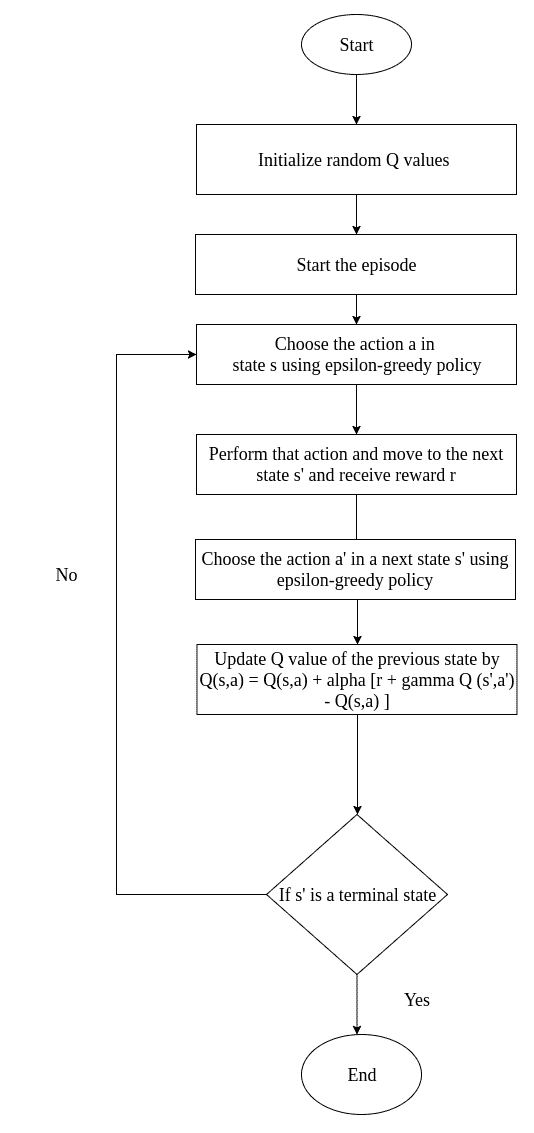 Start
Initialize random Q values
Start the episode
Choose the action a in
state s using epsilon-greedy policy
Perform that action and move to the next
state s' and receive reward r
Choose the action a' in a next state s' using
epsilon-greedy policy
No
Update Q value of the previous state by
Q(s,a) = Q(s,a) + alpha [r + gamma Q (s',a')
- Q(s,a) ]
If s' is a terminal state
Yes
End